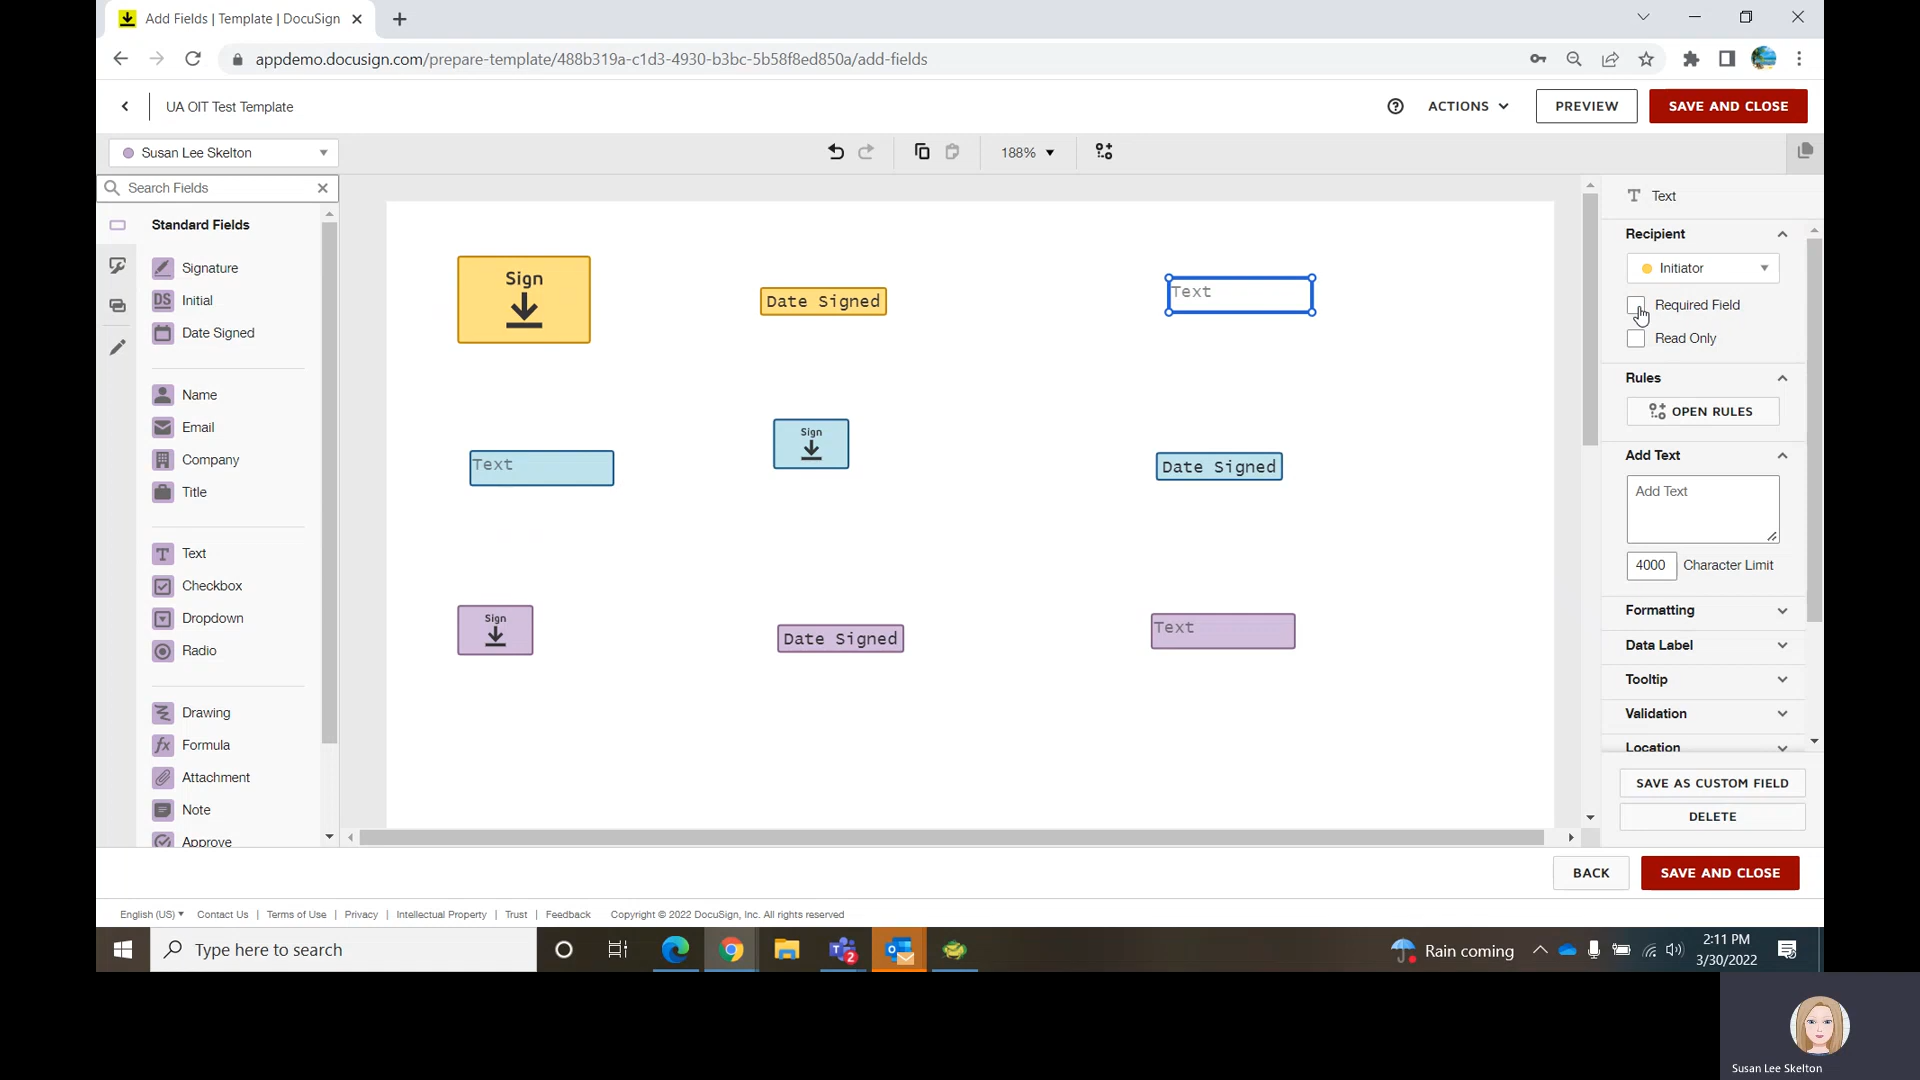 Add Fields | Template | DocuSign
appdemo.docusign.com/prepare-template/488b319a-c1d3-4930-b3bc-5b58f8ed850a/add-fields
UA OIT Test Template
ACTIONS
PREVIEW
SAVE AND CLOSE
Susan Lee Skelton
188%
Search Fields
Standard Fields
Signature
DS Initial
Date Signed
Name
Email
Company
Title
Text
Checkbox
Dropdown
Radio
Drawing
fx Formula
Attachment
Note
Approve
Sign
Date Signed
Text
Text
Sign
Date Signed
Sign
Date Signed
Text
T Text
Recipient
Initiator
Required Field
Read Only
Rules
OPEN RULES
Add Text
Add Text
4000 Character Limit
Formatting
Data Label
Tooltip
Validation
Location
SAVE AS CUSTOM FIELD
DELETE
BACK
SAVE AND CLOSE
English (US) Contact Us | Terms of Use | Privacy | Intellectual Property | Trust | Feedback Copyright © 2022 DocuSign, Inc. All rights reserved
Type here to search
2
Rain coming
2:11 PM
3/30/2022
Susan Lee Skelton